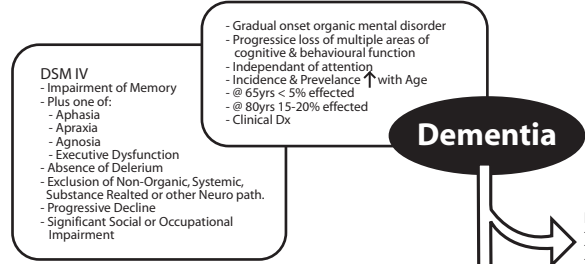 - Gradual onset organic mental disorder
- Progressice loss of multiple areas of
cognitive & behavioural function
- Independant of attention
- Incidence & Prevelance ↑ with Age
- @ 65yrs < 5% effected
- @ 80yrs 15-20% effected
- Clinical Dx
DSM IV
- Impairment of Memory
- Plus one of:
- Aphasia
- Apraxia
- Agnosia
- Executive Dysfunction
- Absence of Delerium
- Exclusion of Non-Organic, Systemic,
Substance Realted or other Neuro path.
- Progressive Decline
- Significant Social or Occupational
Impairment
Dementia